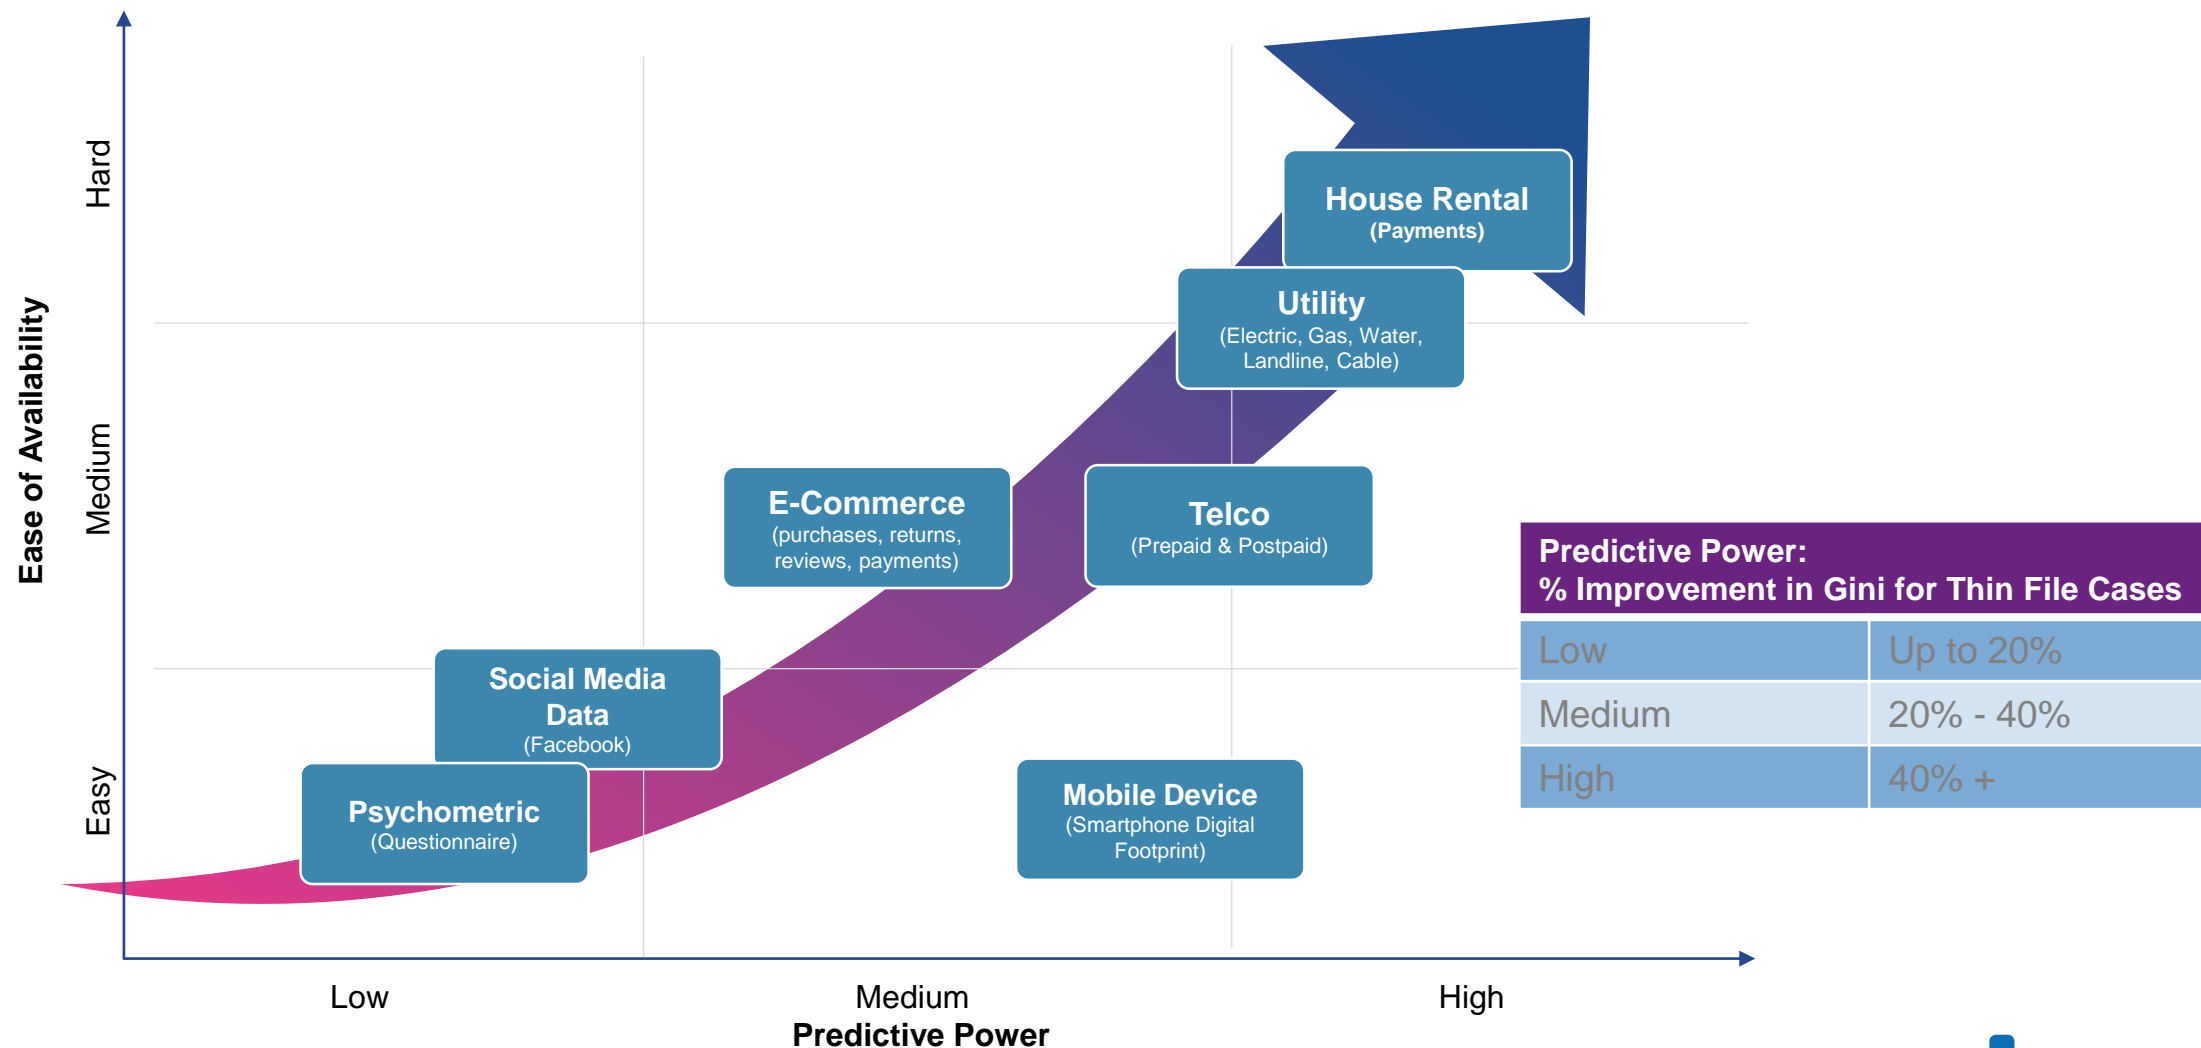 Ease of Availability
Hard
Medium
Easy
House Rental
(Payments)
Utility
(Electric, Gas, Water,
Landline, Cable)
E-Commerce
(purchases, returns,
reviews, payments)
Telco
(Prepaid & Postpaid)
Social Media
Data
(Facebook)
Psychometric
(Questionnaire)
Mobile Device
(Smartphone Digital
Footprint)
Predictive Power:
% Improvement in Gini for Thin File Cases
Low Up to 20%
Medium 20% - 40%
High 40% +
Low Medium High
Predictive Power